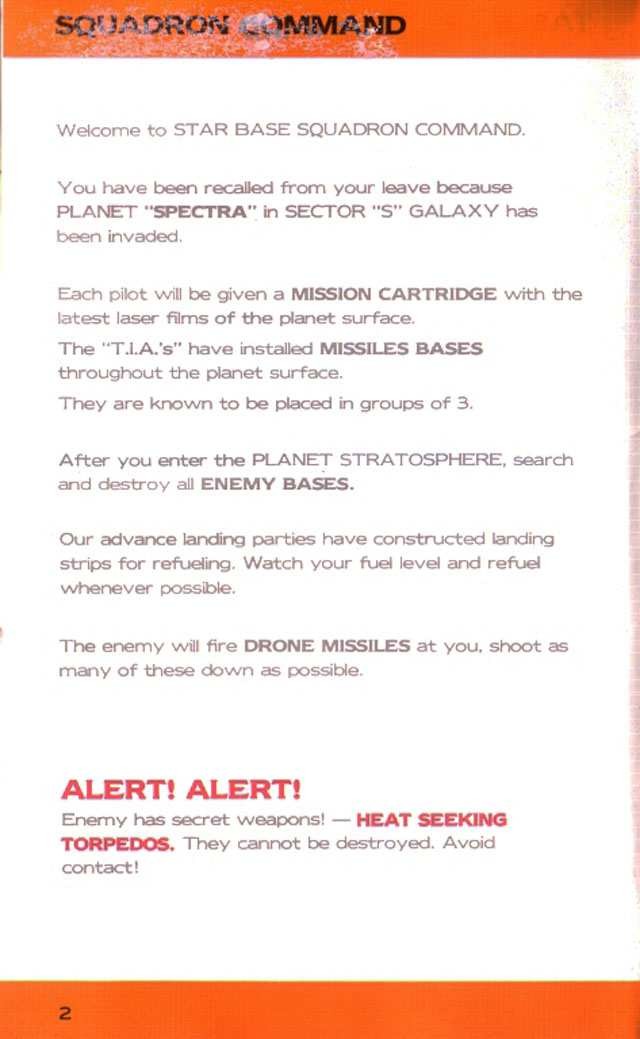 SQUADRON COMMAND
Welcome to STAR BASE SQUADRON COMMAND.
You have been recalled from your leave because
PLANET "SPECTRA" in SECTOR "S" GALAXY has
been invaded.
Each pilot will be given a MISSION CARTRIDGE with the
latest laser films of the planet surface.
The "T.I.A.'s" have installed MISSILES BASES
throughout the planet surface.
They are known to be placed in groups of 3.
After you enter the PLANET STRATOSPHERE, search
and destroy all ENEMY BASES.
Our advance landing parties have constructed landing
strips for refueling. Watch your fuel level and refuel
whenever possible.
The enemy will fire DRONE MISSILES at you, shoot as
many of these down as possible.
ALERT! ALERT!
Enemy has secret weapons! — HEAT SEEKING
TORPEDOS. They cannot be destroyed. Avoid
contact!
2